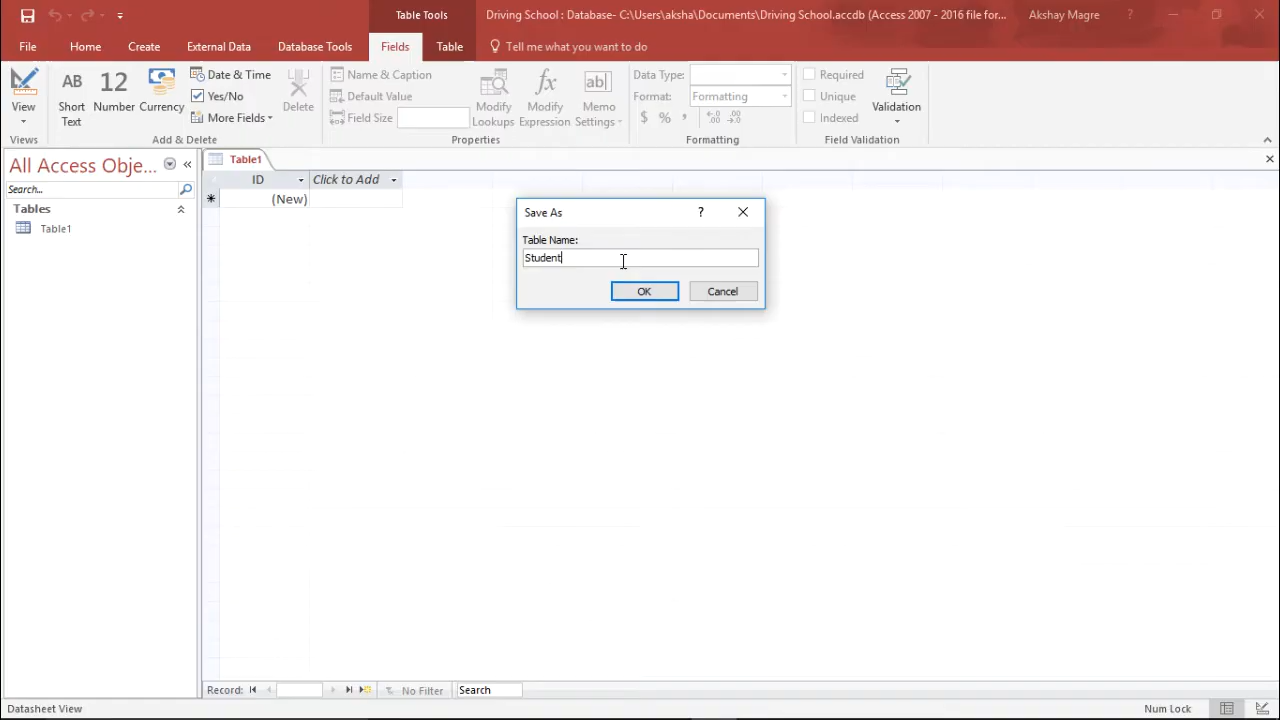 Table Tools
Driving School : Database- C:\Users\aksha\Documents\Driving School.accdb (Access 2007 - 2016 file for...
Akshay Magre
?
File
Home
Create
External Data
Database Tools
Fields
Table
Tell me what you want to do
View
Views
AB
Short
Text
12
Number
Currency
Date & Time
Yes/No
More Fields
Delete
Add & Delete
Name & Caption
Default Value
Field Size
Modify
Lookups
fx
Modify
Expression
ab|
Memo
Settings
Properties
Data Type:
Format:
Formatting
$ % ,
Formatting
Required
Unique
Indexed
Validation
Field Validation
All Access Obje...
Search...
Tables
Table1
Table1
ID
Click to Add
(New)
Save As
?
Table Name:
Student
OK
Cancel
Record:
No Filter
Search
Datasheet View
Num Lock